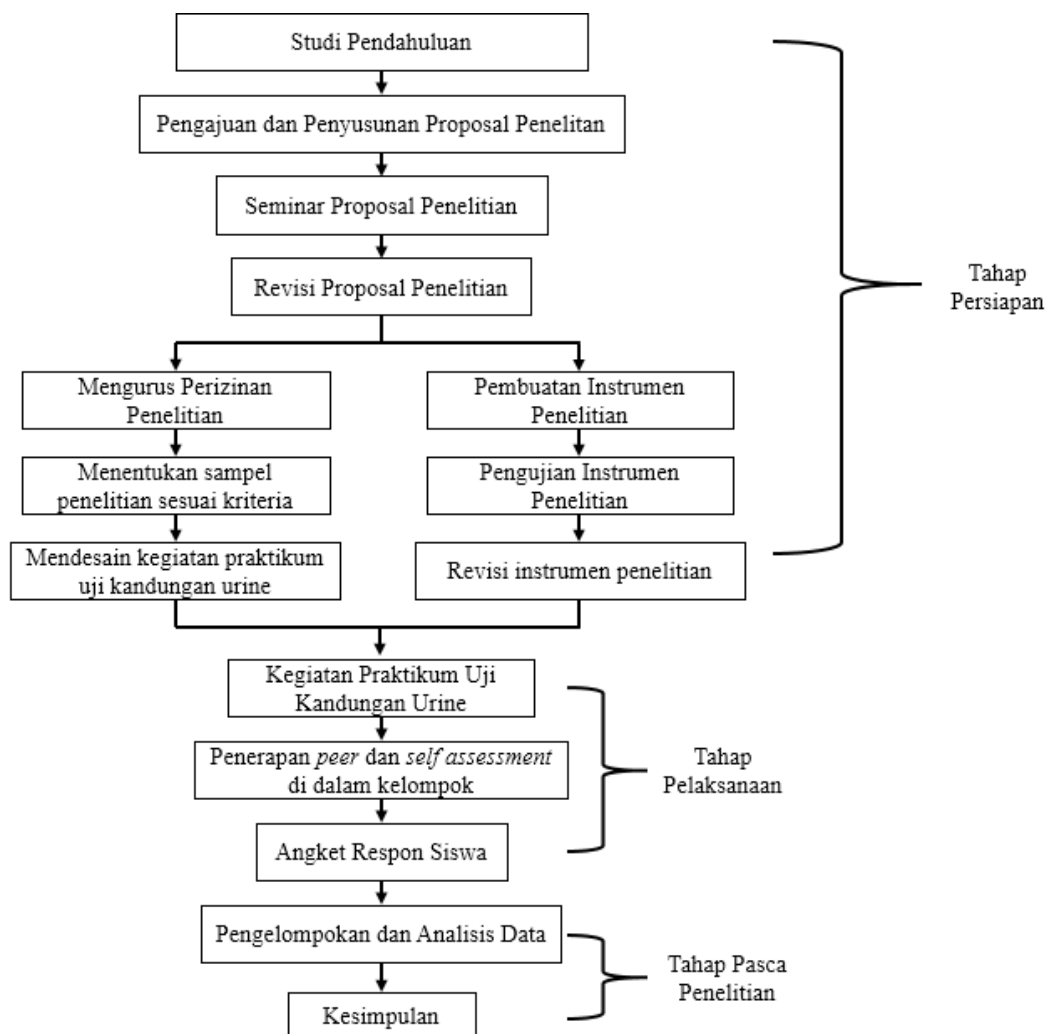 Studi Pendahuluan
Pengajuan dan Penyusunan Proposal Penelitan
Seminar Proposal Penelitian
Revisi Proposal Penelitian
Tahap
Persiapan
Mengurus Perizinan
Penelitian
Pembuatan Instrumen
Penelitian
Menentukan sampel
penelitian sesuai kriteria
Pengujian Instrumen
Penelitian
Mendesain kegiatan praktikum
uji kandungan urine
Revisi instrumen penelitian
Kegiatan Praktikum Uji
Kandungan Urine
Penerapan peer dan self assessment
di dalam kelompok
Tahap
Pelaksanaan
Angket Respon Siswa
Pengelompokan dan Analisis Data
Tahap Pasca
Penelitian
Kesimpulan